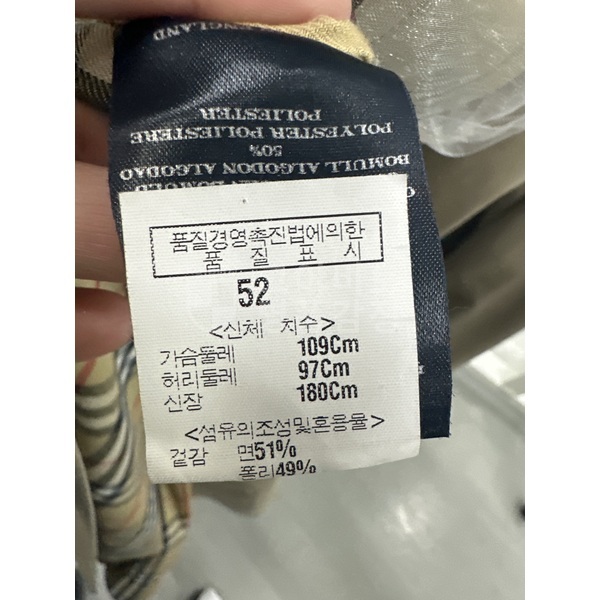 ENGLAND
POLIESTER
POLYESTER POLIESTERE
50%
BOMULL ALGODON ALGODAO
품질경영촉진법에의한
품 질 표 시
52
<신체 치수>
가슴둘레 109Cm
허리둘레 97Cm
신장 180Cm
<섬유의조성및혼용율>
겉감 면51%
폴리49%